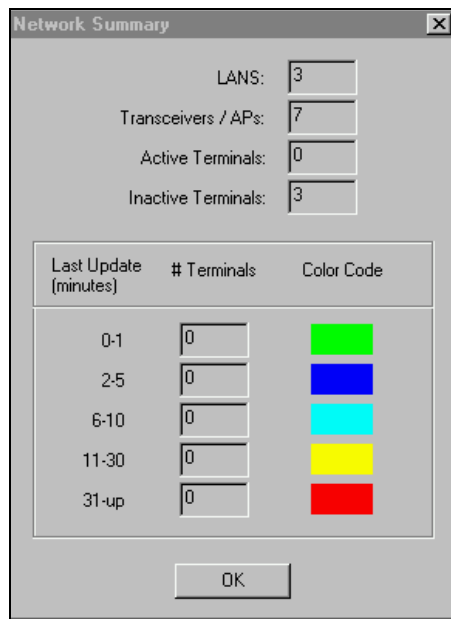 Network Summary
LANS: 3
Transceivers / APs: 7
Active Terminals: 0
Inactive Terminals: 3
Last Update (minutes) # Terminals Color Code
0-1 0
2-5 0
6-10 0
11-30 0
31-up 0
OK